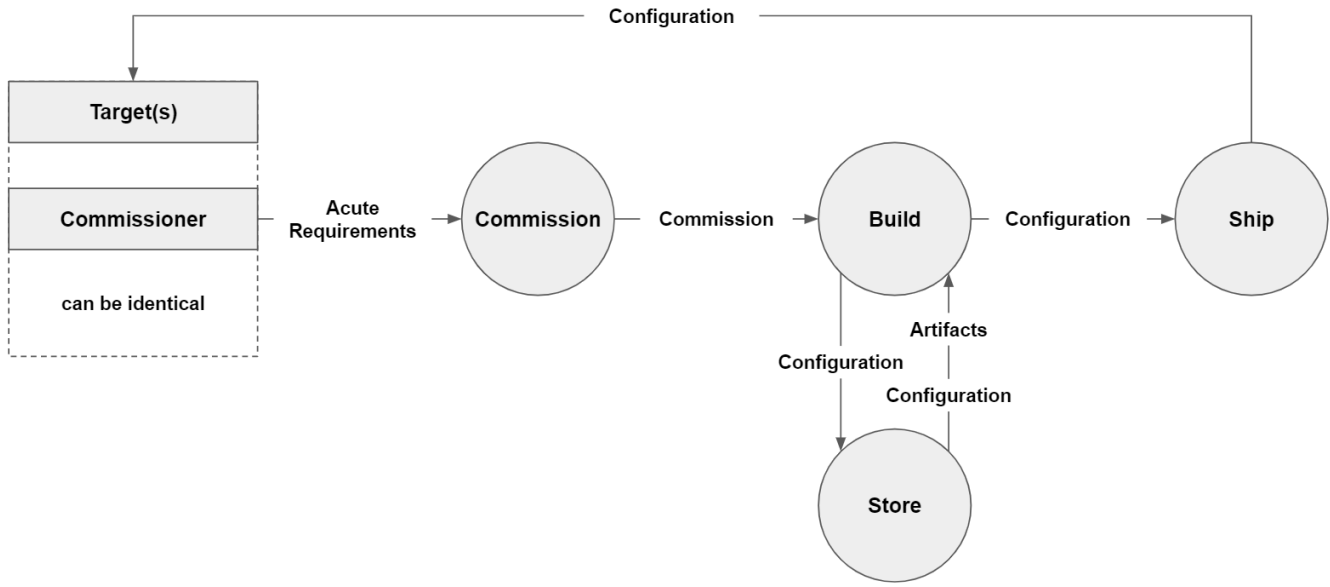 Configuration
Target(s)
Commissioner
can be identical
Acute
Requirements
Commission
Commission
Build
Configuration
Ship
Configuration
Artifacts
Configuration
Store